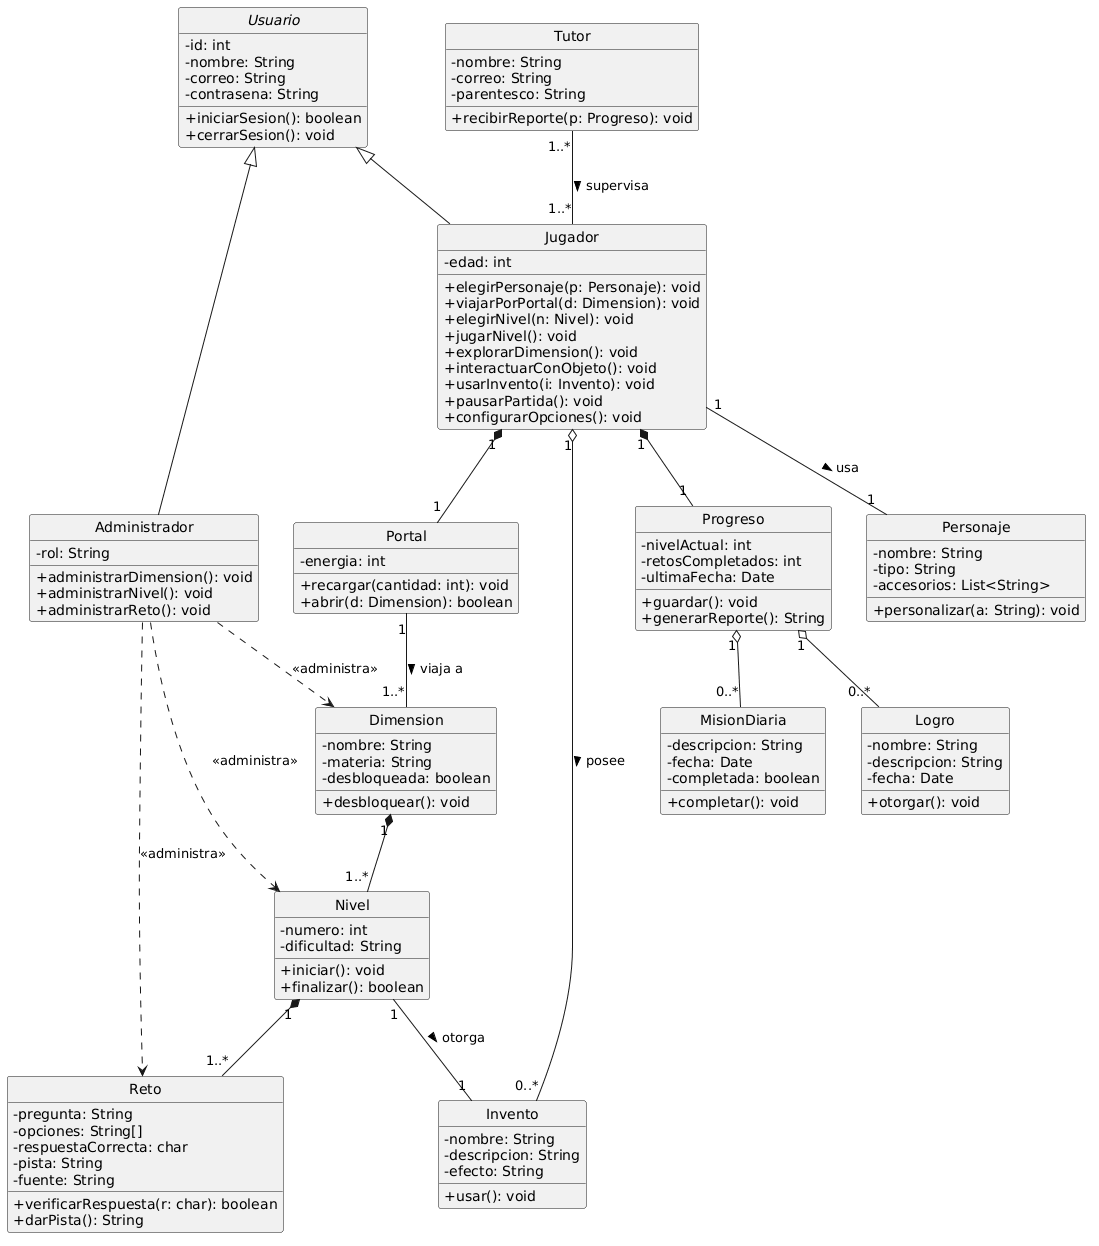 Usuario
-id: int
-nombre: String
-correo: String
-contrasena: String
+iniciarSesion(): boolean
+cerrarSesion(): void
Tutor
-nombre: String
-correo: String
-parentesco: String
+recibirReporte(p: Progreso): void
1..*
supervisa
1..*
Jugador
-edad: int
+elegirPersonaje(p: Personaje): void
+viajarPorPortal(d: Dimension): void
+elegirNivel(n: Nivel): void
+jugarNivel(): void
+explorarDimension(): void
+interactuarConObjeto(): void
+usarInvento(i: Invento): void
+pausarPartida(): void
+configurarOpciones(): void
1
1
1
1
usa
1
1
1
Administrador
-rol: String
+administrarDimension(): void
+administrarNivel(): void
+administrarReto(): void
Portal
-energia: int
+recargar(cantidad: int): void
+abrir(d: Dimension): boolean
Progreso
-nivelActual: int
-retosCompletados: int
-ultimaFecha: Date
+guardar(): void
+generarReporte(): String
Personaje
-nombre: String
-tipo: String
-accesorios: List<String>
+personalizar(a: String): void
1
viaja a
1..*
«administra»
«administra»
«administra»
1
1
0..*
0..*
Dimension
-nombre: String
-materia: String
-desbloqueada: boolean
+desbloquear(): void
posee
MisionDiaria
-descripcion: String
-fecha: Date
-completada: boolean
+completar(): void
Logro
-nombre: String
-descripcion: String
-fecha: Date
+otorgar(): void
1
1..*
Nivel
-numero: int
-dificultad: String
+iniciar(): void
+finalizar(): boolean
1
1
otorga
1..*
1
0..*
Reto
-pregunta: String
-opciones: String[]
-respuestaCorrecta: char
-pista: String
-fuente: String
+verificarRespuesta(r: char): boolean
+darPista(): String
Invento
-nombre: String
-descripcion: String
-efecto: String
+usar(): void